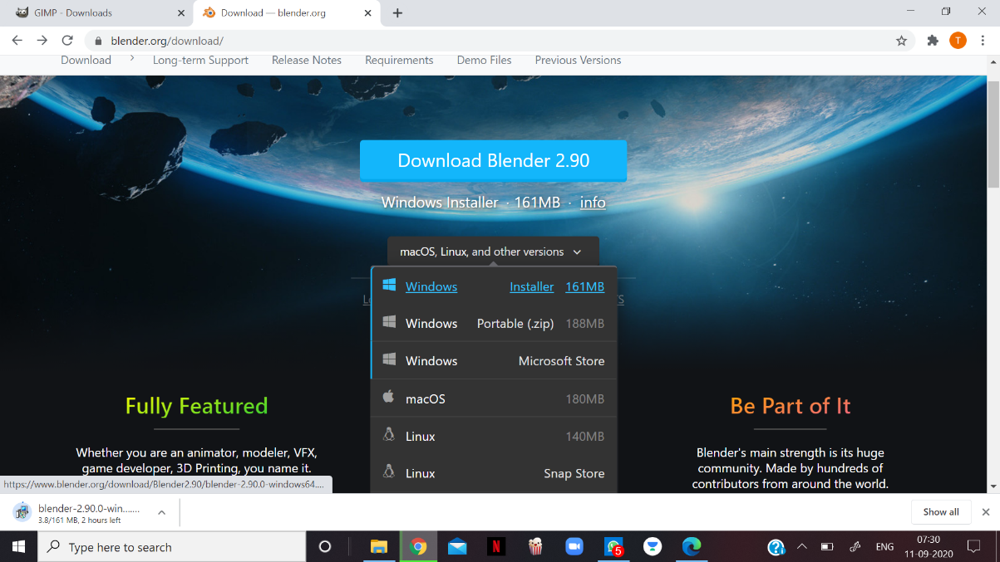 GIMP - Downloads
Download — blender.org
blender.org/download/
T
Download > Long-term Support Release Notes Requirements Demo Files Previous Versions
Download Blender 2.90
Windows Installer · 161MB · info
macOS, Linux, and other versions
Windows Installer 161MB
Windows Portable (.zip) 188MB
Windows Microsoft Store
macOS 180MB
Linux 140MB
Linux Snap Store
Fully Featured
Whether you are an animator, modeler, VFX,
game developer, 3D Printing, you name it.
Be Part of It
Blender's main strength is its huge
community. Made by hundreds of
contributors from around the world.
https://www.blender.org/download/Blender2.90/blender-2.90.0-windows64....
blender-2.90.0-win.......
3.8/161 MB, 2 hours left
Show all
Type here to search
N
5
ENG
07:30
11-09-2020